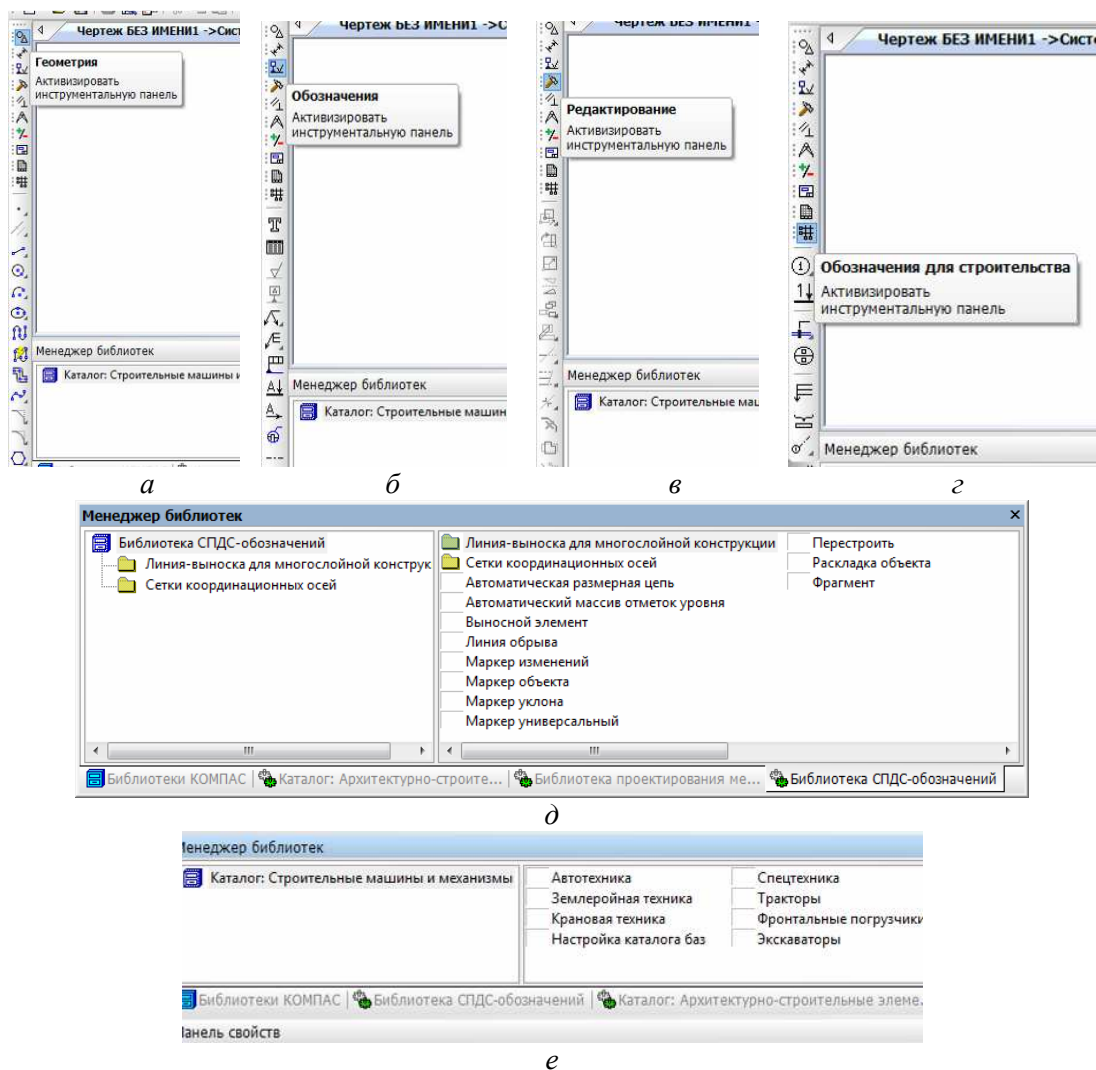 Чертеж БЕЗ ИМЕНИ1 ->Сист
Геометрия
Активизировать
инструментальную панель
Менеджер библиотек
Каталог: Строительные машины и
а
Чертеж БЕЗ ИМЕНИ1 ->С
Обозначения
Активизировать
инструментальную панель
Менеджер библиотек
Каталог: Строительные машин
б
Чертеж БЕЗ ИМЕНИ1
Редактирование
Активизировать
инструментальную панель
Менеджер библиотек
Каталог: Строительные маш
в
Чертеж БЕЗ ИМЕНИ1 ->Систе
Обозначения для строительства
Активизировать
инструментальную панель
Менеджер библиотек
г
Менеджер библиотек
Библиотека СПДС-обозначений
Линия-выноска для многослойной конструк
Сетки координационных осей
Линия-выноска для многослойной конструкции
Сетки координационных осей
Автоматическая размерная цепь
Автоматический массив отметок уровня
Выносной элемент
Линия обрыва
Маркер изменений
Маркер объекта
Маркер уклона
Маркер универсальный
Перестроить
Раскладка объекта
Фрагмент
Библиотеки КОМПАС
Каталог: Архитектурно-строите...
Библиотека проектирования ме...
Библиотека СПДС-обозначений
д
Менеджер библиотек
Каталог: Строительные машины и механизмы
Автотехника
Землеройная техника
Крановая техника
Настройка каталога баз
Спецтехника
Тракторы
Фронтальные погрузчики
Экскаваторы
Библиотеки КОМПАС
Библиотека СПДС-обозначений
Каталог: Архитектурно-строительные элеме.
Панель свойств
е